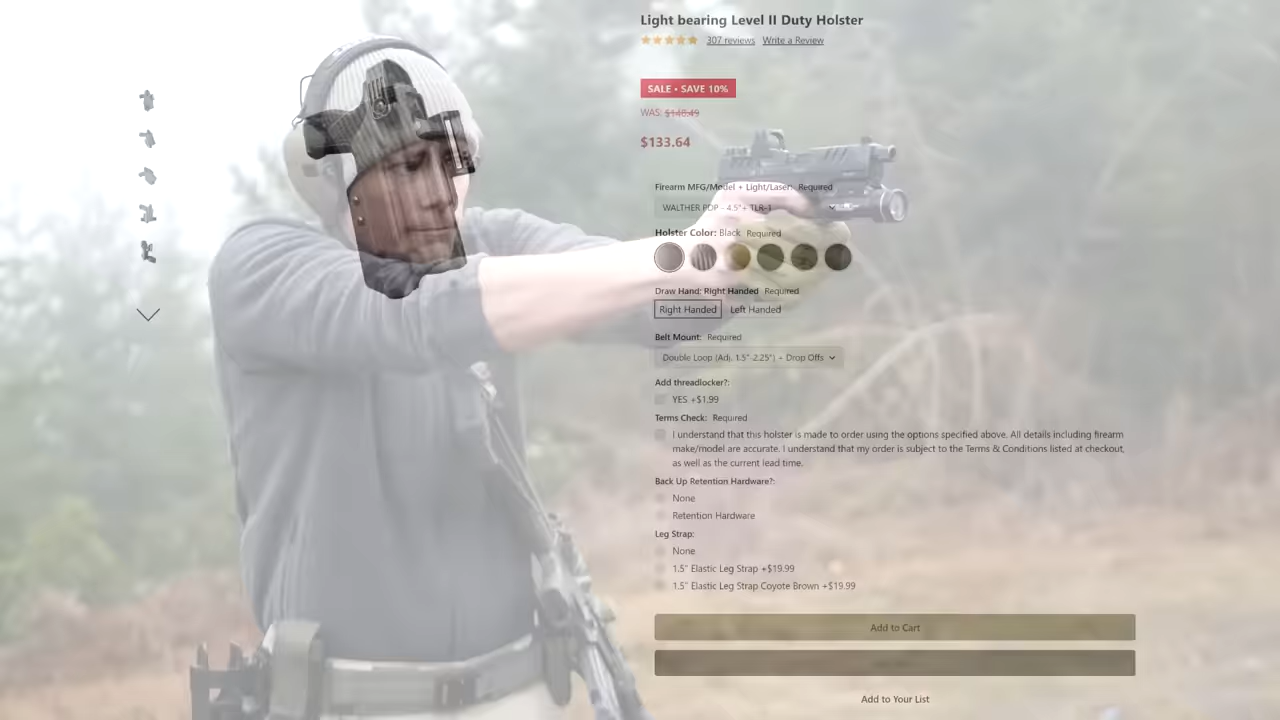 Light bearing Level II Duty Holster
307 reviews Write a Review
SALE • SAVE 10%
WAS: $148.49
$133.64
Firearm MFG/Model + Light/Laser: Required
WALTHER PDP - 4.5"+ TLR-1
Holster Color: Black Required
Draw Hand: Right Handed Required
Right Handed Left Handed
Belt Mount: Required
Double Loop (Adj. 1.5"-2.25") + Drop Offs
Add threadlocker?:
YES +$1.99
Terms Check: Required
I understand that this holster is made to order using the options specified above. All details including firearm
make/model are accurate. I understand that my order is subject to the Terms & Conditions listed at checkout,
as well as the current lead time.
Back Up Retention Hardware?:
None
Retention Hardware
Leg Strap:
None
1.5" Elastic Leg Strap +$19.99
1.5" Elastic Leg Strap Coyote Brown +$19.99
Add to Cart
Add to Your List